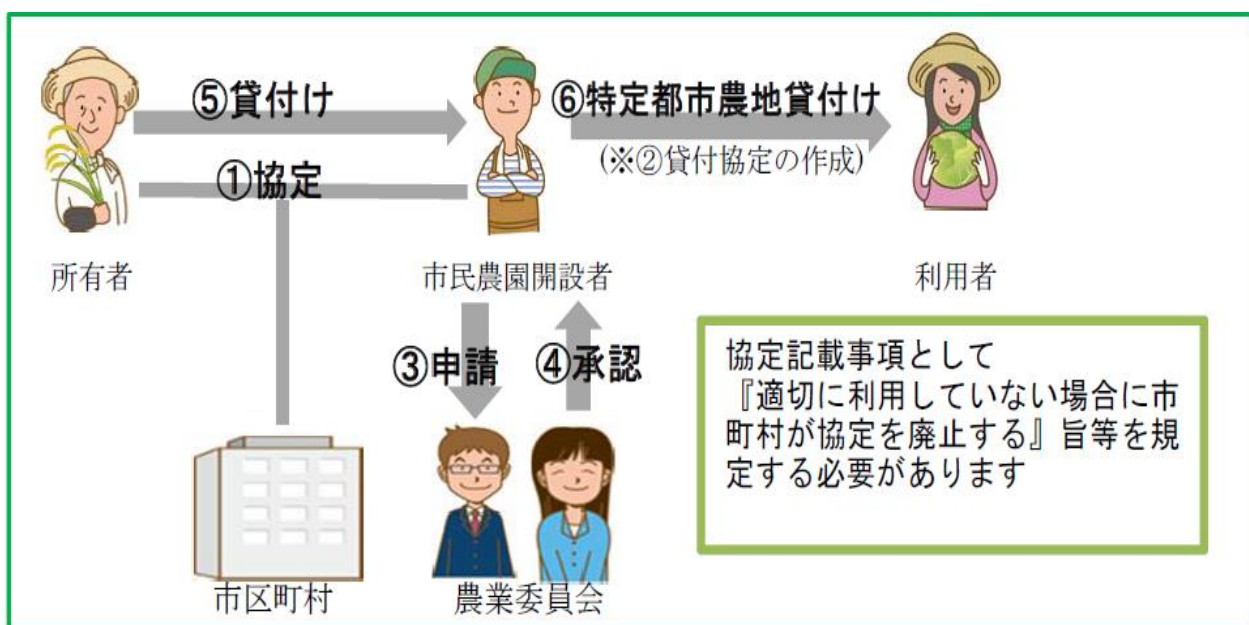 ⑤貸付け
⑥特定都市農地貸付け
(※②貸付協定の作成)
①協定
所有者
市民農園開設者
利用者
③申請
④承認
協定記載事項として
『適切に利用していない場合に市
町村が協定を廃止する』旨等を規
定する必要があります
市区町村
農業委員会